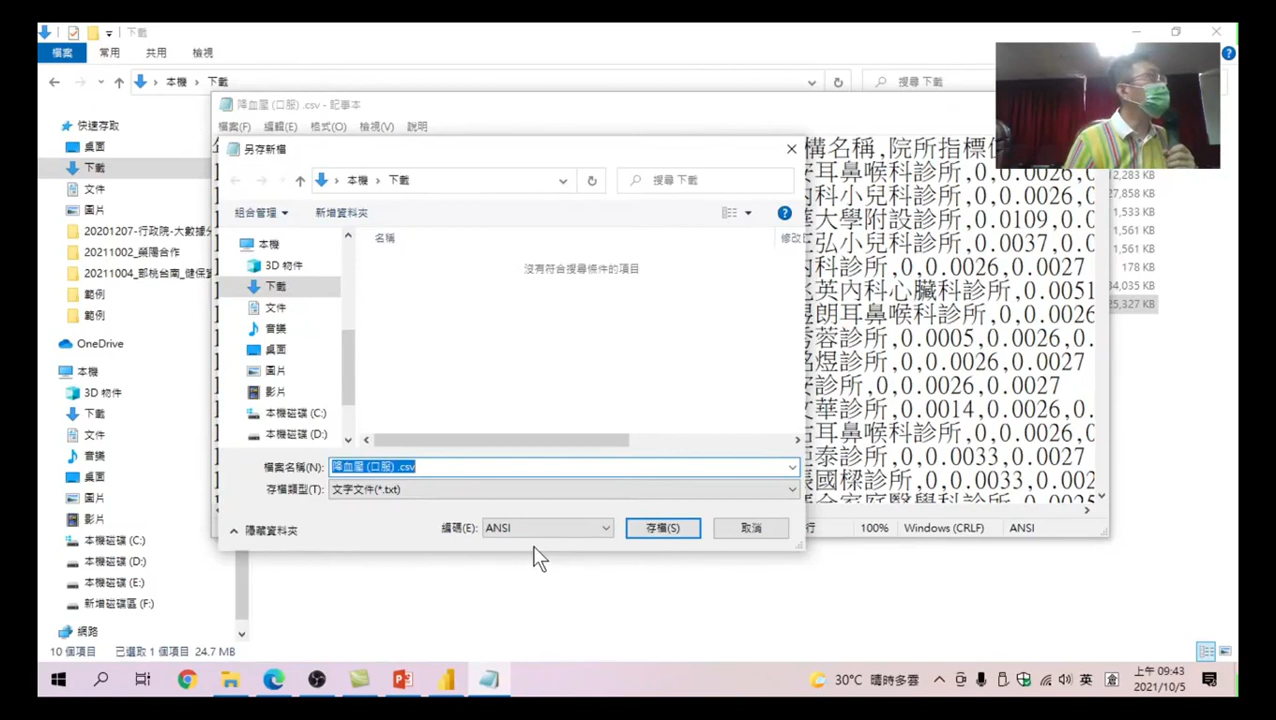 下載
檔案 常用 共用 檢視
本機 › 下載
搜尋 下載
快速存取
桌面
下載
文件
圖片
20201207-行政院-大數據分
20211002_榮陽合作
20211004_部桃台南_健保資
範例
範例
OneDrive
本機
3D 物件
下載
文件
音樂
桌面
圖片
影片
本機磁碟 (C:)
本機磁碟 (D:)
本機磁碟 (E:)
新增磁碟區 (F:)
網路
10 個項目 已選取 1 個項目 24.7 MB
降血壓 (口服) .csv - 記事本
檔案(F) 編輯(E) 格式(O) 檢視(V) 說明
構名稱,院所指標
耳鼻喉科診所,0,0.0026,0
內科小兒科診所,
大學附設診所,0.0109,0
弘小兒科診所,0.0037,0
內科診所,0,0.0026,0.0027
英內科心臟科診所,0.0051
朗耳鼻喉科診所,0,0.0026
蓉診所,0.0005,0.0026,0.
煜診所,0,0.0026,0.0027
診所,0,0.0026,0.0027
文華診所,0.0014,0.0026
耳鼻喉科診所,0,0.0026,0.
泰診所,0.0033,0.0026,0
國樑診所,0.0033,0.002
家庭醫學科診所,0.0025
行 100% Windows (CRLF) ANSI
2,283 KB
27,858 KB
1,533 KB
1,561 KB
1,561 KB
178 KB
4,035 KB
25,327 KB
另存新檔
本機 › 下載
搜尋 下載
組合管理 新增資料夾
本機
3D 物件
下載
文件
音樂
桌面
圖片
影片
本機磁碟 (C:)
本機磁碟 (D:)
名稱 修改
沒有符合搜尋條件的項目
檔案名稱(N): 降血壓 (口服) .csv
存檔類型(T): 文字文件(*.txt)
隱藏資料夾 編碼(E): ANSI 存檔(S) 取消
30°C 晴時多雲 英 倉
上午 09:43
2021/10/5